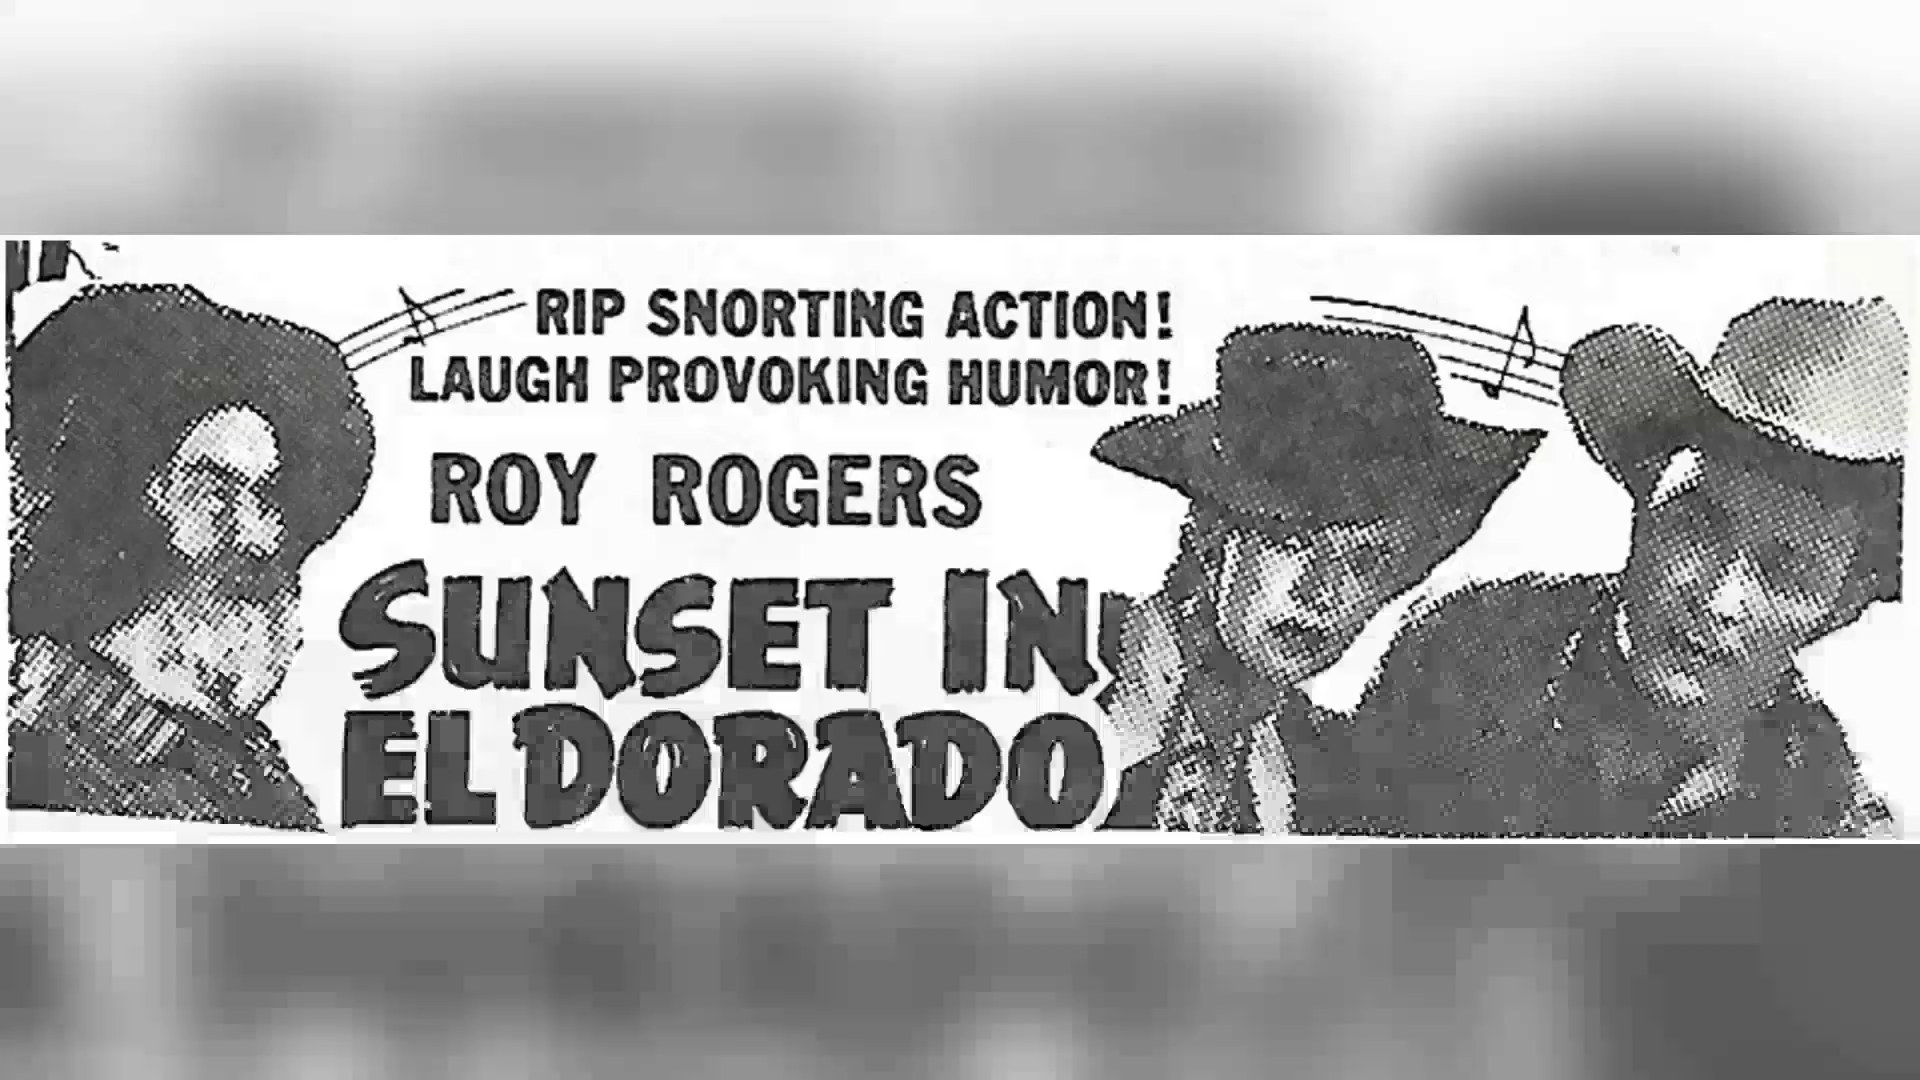 RIP SNORTING ACTION!
LAUGH PROVOKING HUMOR!
ROY ROGERS
SUNSET IN
EL DORADO